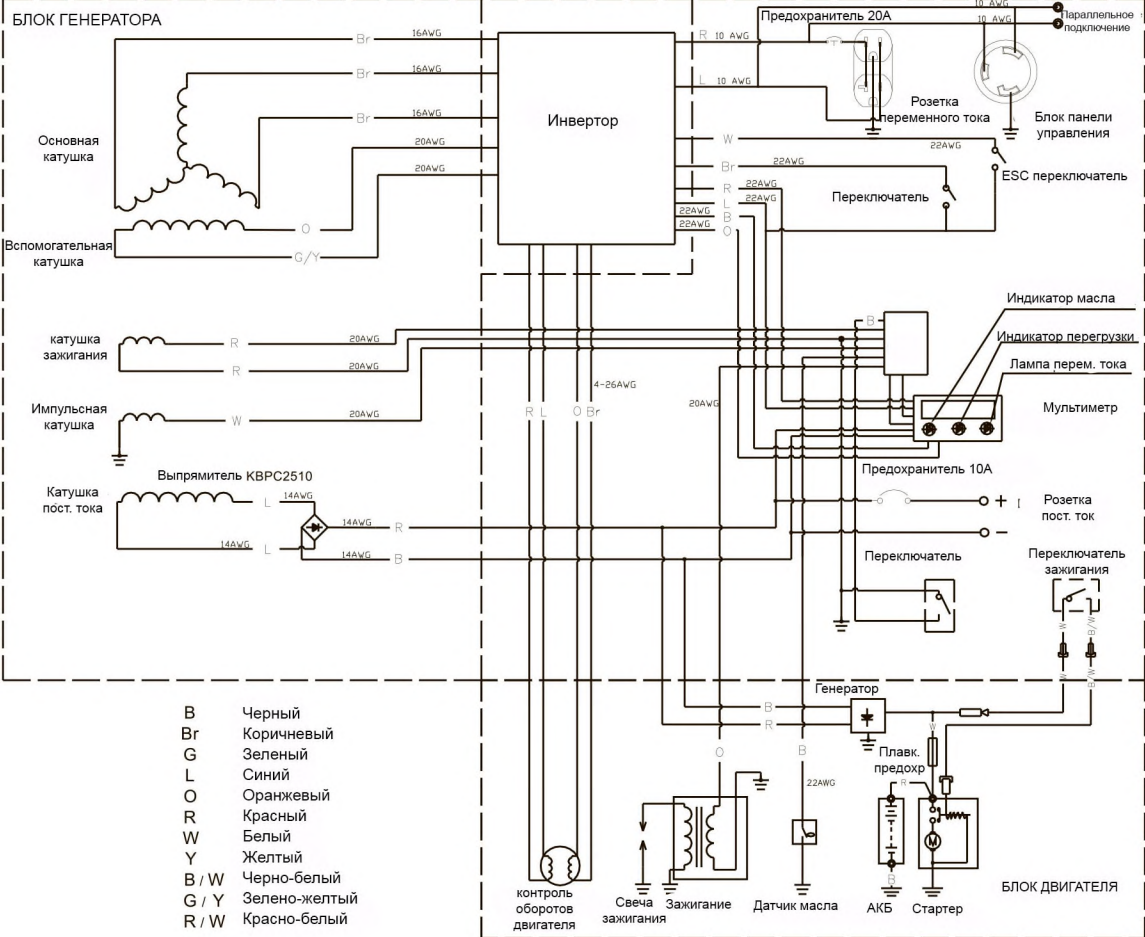 БЛОК ГЕНЕРАТОРА
Br
16AWG
Br
16AWG
Br
16AWG
20AWG
20AWG
Основная
катушка
O
G/Y
Вспомогательная
катушка
Инвертор
R
10 AWG
L
10 AWG
Предохранитель 20А
10 AWG
10 AWG
Параллельное
подключение
Розетка
переменного тока
Блок панели
управления
W
22AWG
Br
22AWG
R
22AWG
L
22AWG
22AWG
B
22AWG
O
ESC переключатель
Переключатель
катушка
зажигания
R
20AWG
R
20AWG
Импульсная
катушка
W
20AWG
4-26AWG
R
L
O
Br
20AWG
B
Индикатор масла
Индикатор перегрузки
Лампа перем. тока
Мультиметр
Выпрямитель KBPC2510
Катушка
пост. тока
L
14AWG
14AWG
L
14AWG
R
14AWG
B
Предохранитель 10А
+
Розетка
пост. ток
−
Переключатель
Переключатель
зажигания
W
B/W
W
B/W
Генератор
B
R
W
Плавк.
предохр
R
O
B
22AWG
B
контроль
оборотов
двигателя
Свеча
зажигания
Зажигание
Датчик масла
АКБ
M
Стартер
БЛОК ДВИГАТЕЛЯ
B Черный
Br Коричневый
G Зеленый
L Синий
O Оранжевый
R Красный
W Белый
Y Желтый
B / W Черно-белый
G / Y Зелено-желтый
R / W Красно-белый